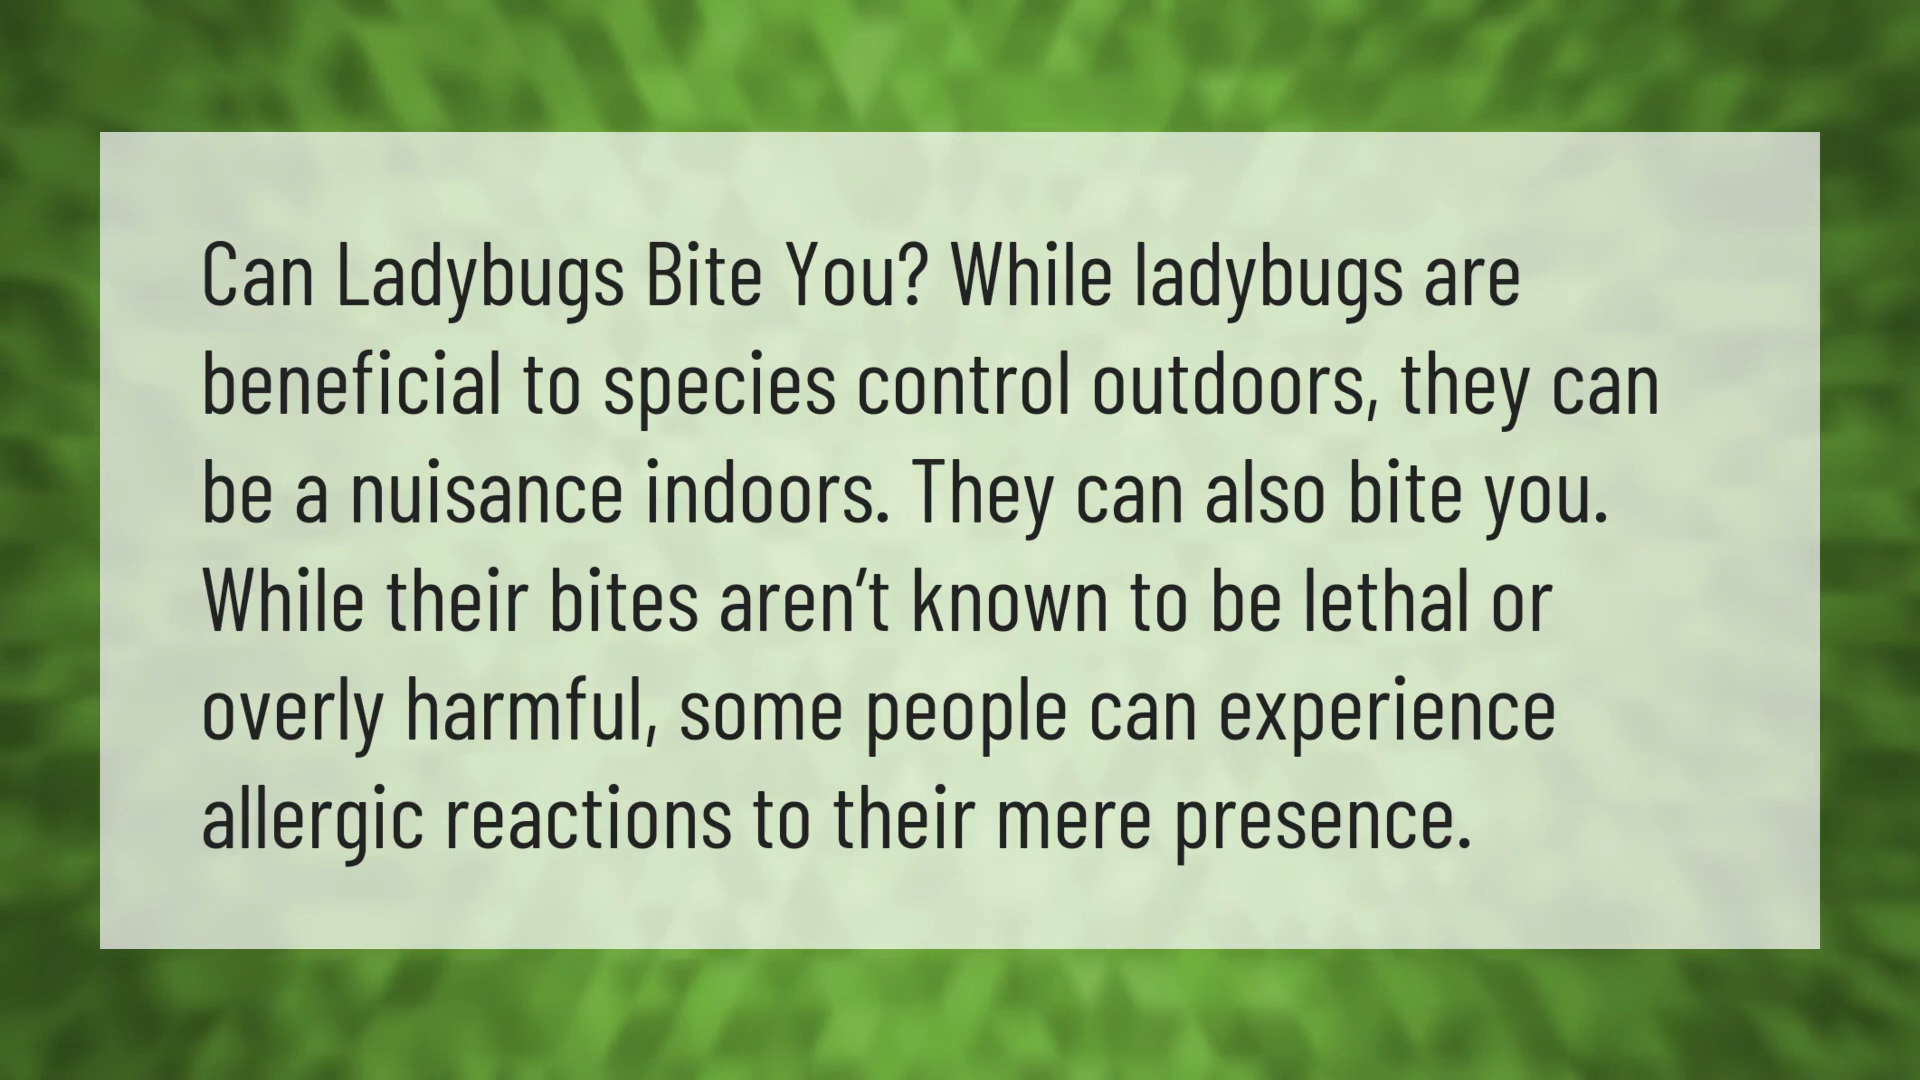 Can Ladybugs Bite You? While ladybugs are
beneficial to species control outdoors, they can
be a nuisance indoors. They can also bite you.
While their bites aren’t known to be lethal or
overly harmful, some people can experience
allergic reactions to their mere presence.